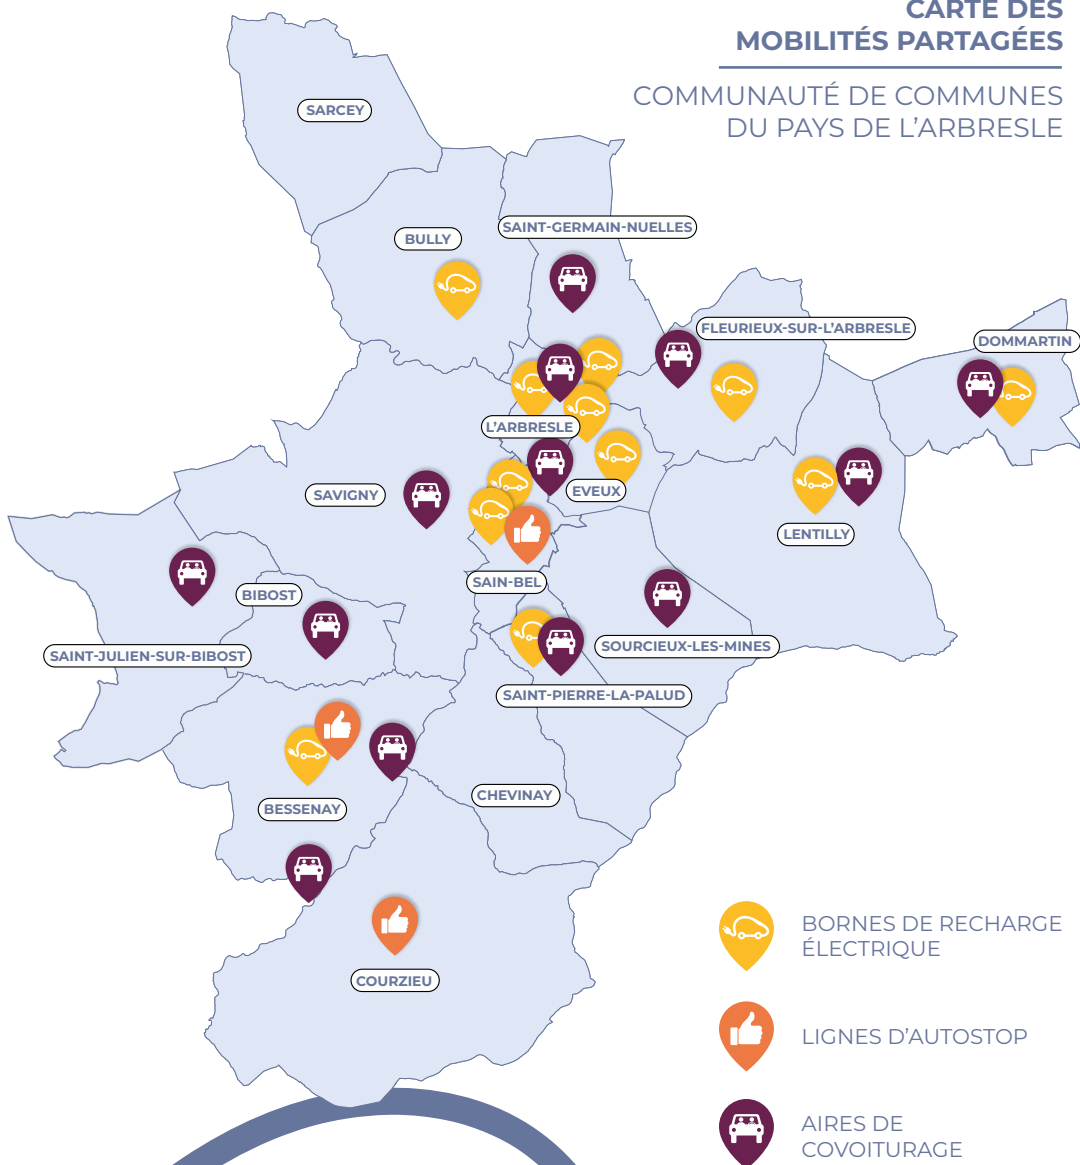 CARTE DES
MOBILITÉS PARTAGÉES
COMMUNAUTÉ DE COMMUNES
DU PAYS DE L'ARBRESLE
SARCEY
SAINT-GERMAIN-NUELLES
BULLY
FLEURIEUX-SUR-L'ARBRESLE
DOMMARTIN
L'ARBRESLE
SAVIGNY
EVEUX
LENTILLY
SAIN-BEL
BIBOST
SOURCIEUX-LES-MINES
SAINT-JULIEN-SUR-BIBOST
SAINT-PIERRE-LA-PALUD
CHEVINAY
BESSENAY
COURZIEU
BORNES DE RECHARGE
ÉLECTRIQUE
LIGNES D'AUTOSTOP
AIRES DE
COVOITURAGE